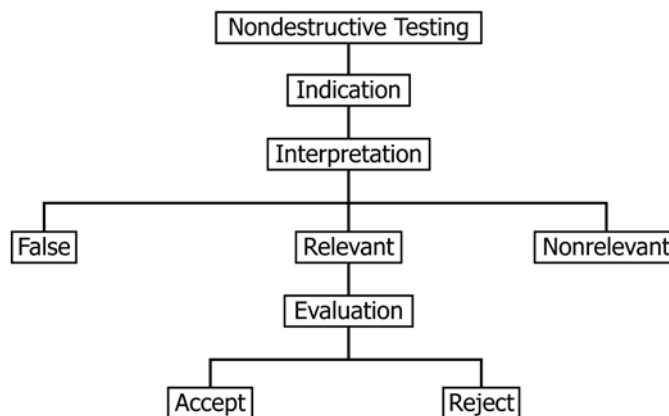 Nondestructive Testing
Indication
Interpretation
False
Relevant
Nonrelevant
Evaluation
Accept
Reject